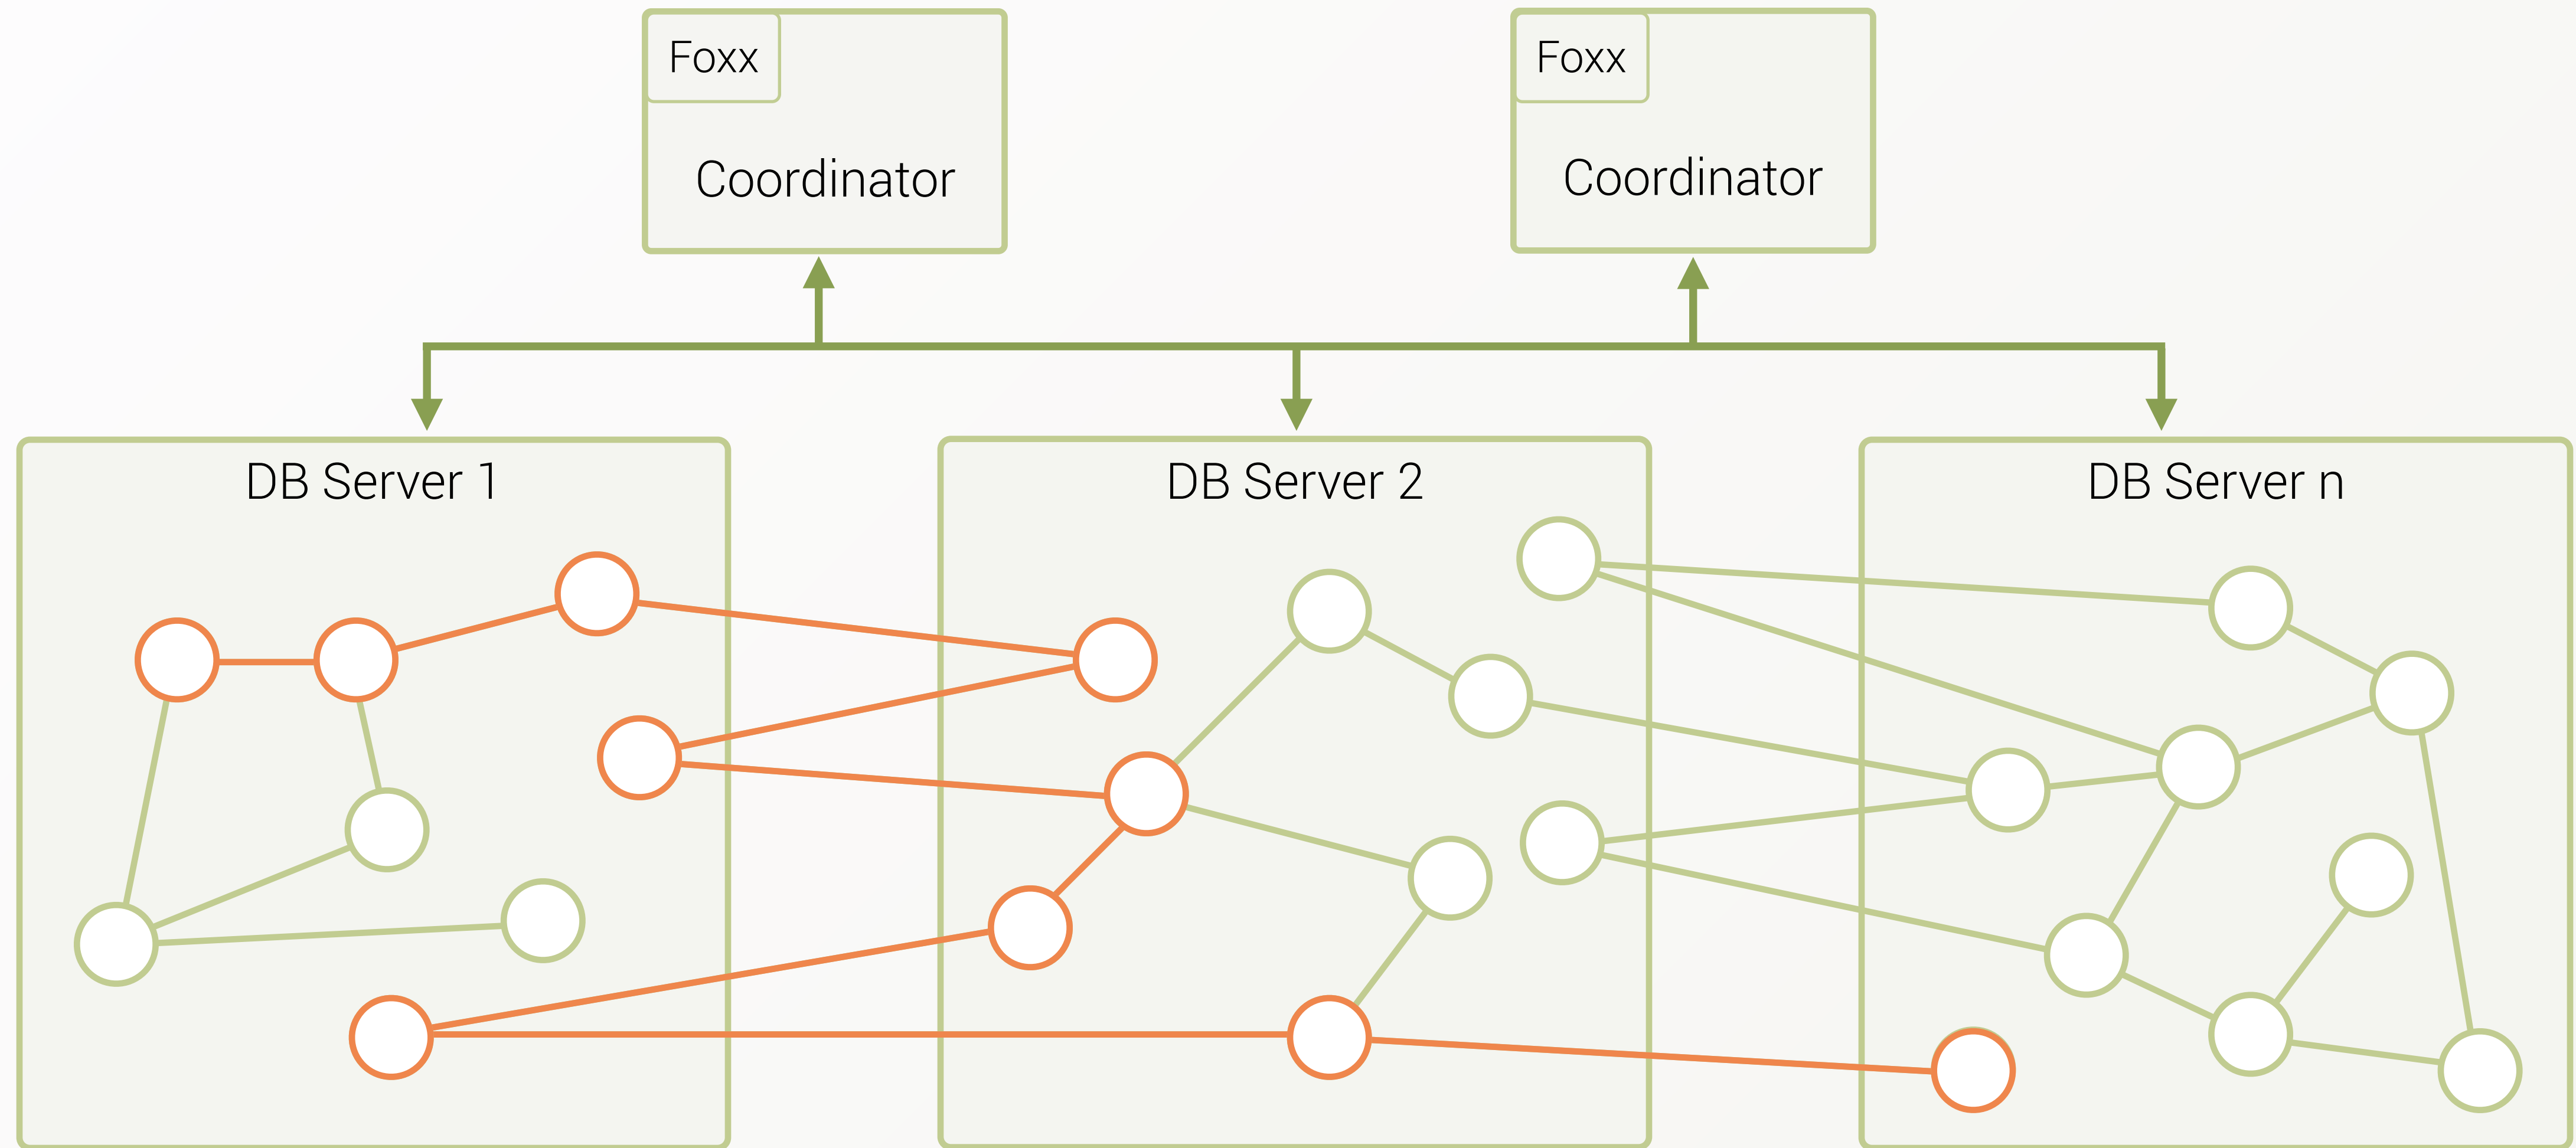 Foxx
Coordinator
Foxx
Coordinator
DB Server 1
DB Server 2
DB Server n